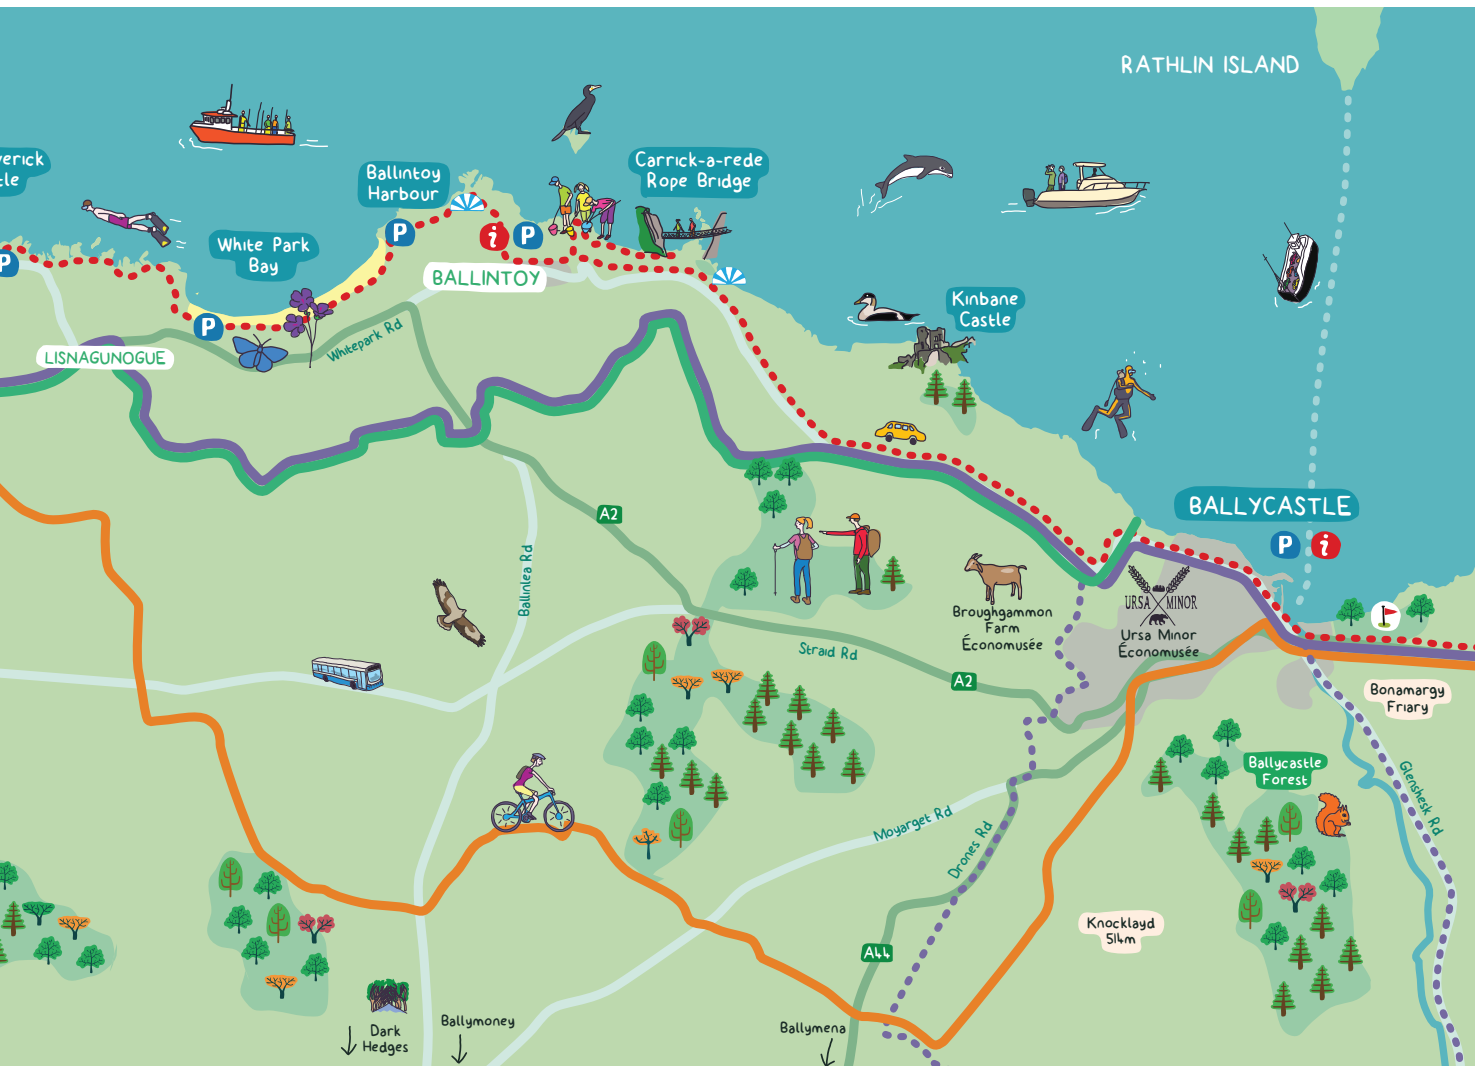 RATHLIN ISLAND
verick
tle
Ballintoy
Harbour
Carrick-a-rede
Rope Bridge
White Park
Bay
P
P
i
P
P
BALLINTOY
Kinbane
Castle
LISNAGUNOGUE
Whitepark Rd
A2
BALLYCASTLE
P
i
Ballinlea Rd
Broughgammon
Farm
Économusée
URSA MINOR
Ursa Minor
Économusée
Straid Rd
A2
Bonamargy
Friary
Ballycastle
Forest
Glenshesk Rd
Moyarget Rd
Drones Rd
Knocklayd
514m
A44
Dark
Hedges
Ballymoney
Ballymena